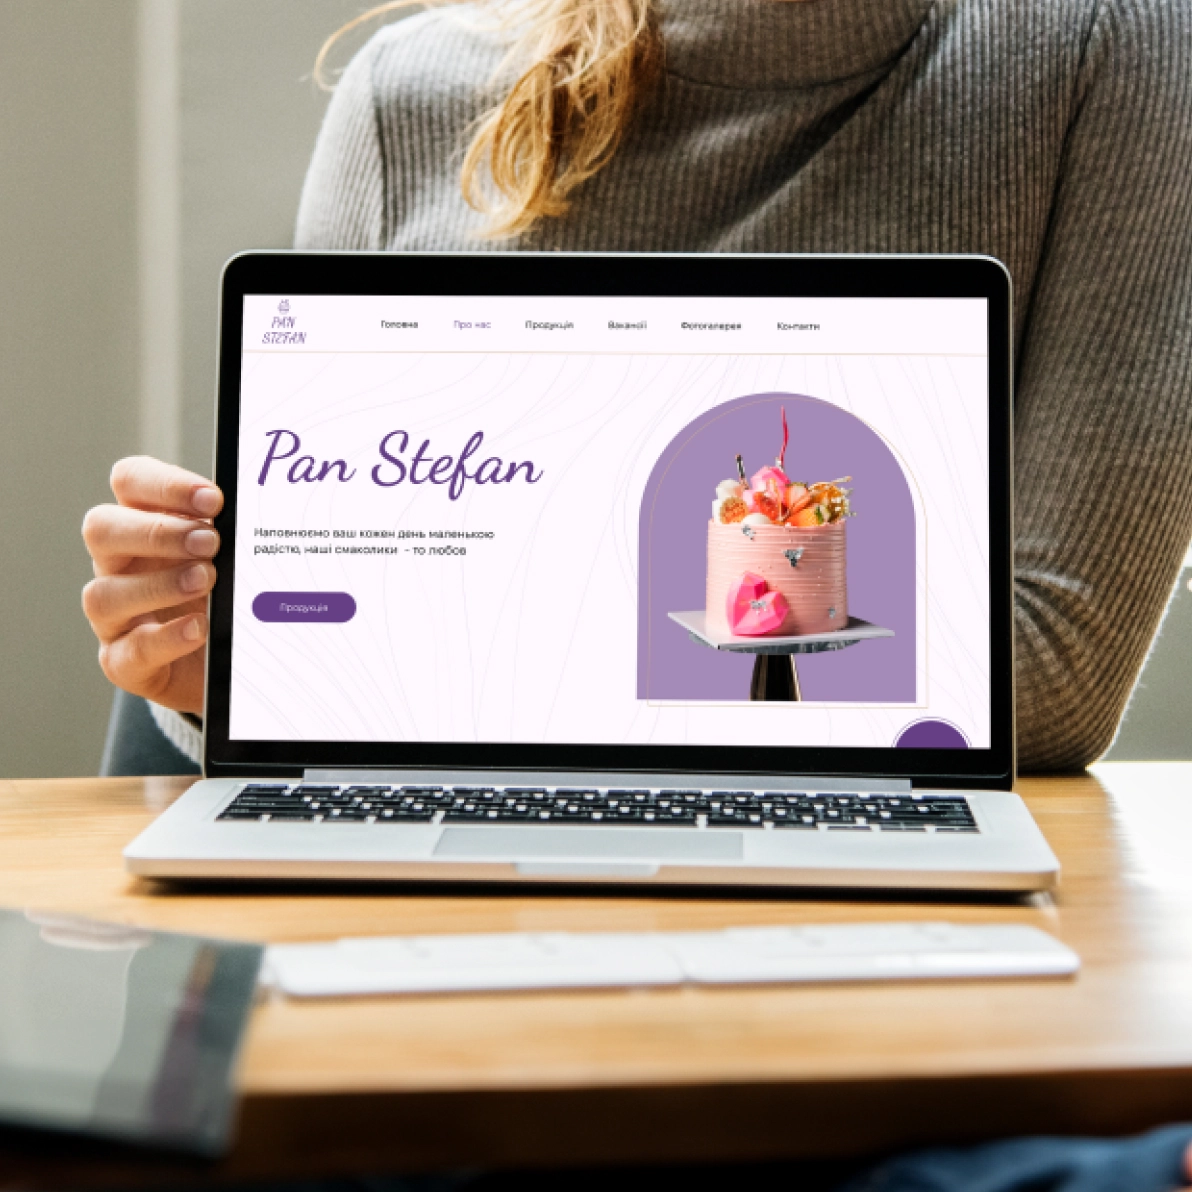 PAN
STEFAN
Головна Про нас Продукція Вакансії Фотогалерея Контакти
Pan Stefan
Наповнюємо ваш кожен день маленькою
радістю, наші смаколики - то любов
Продукція